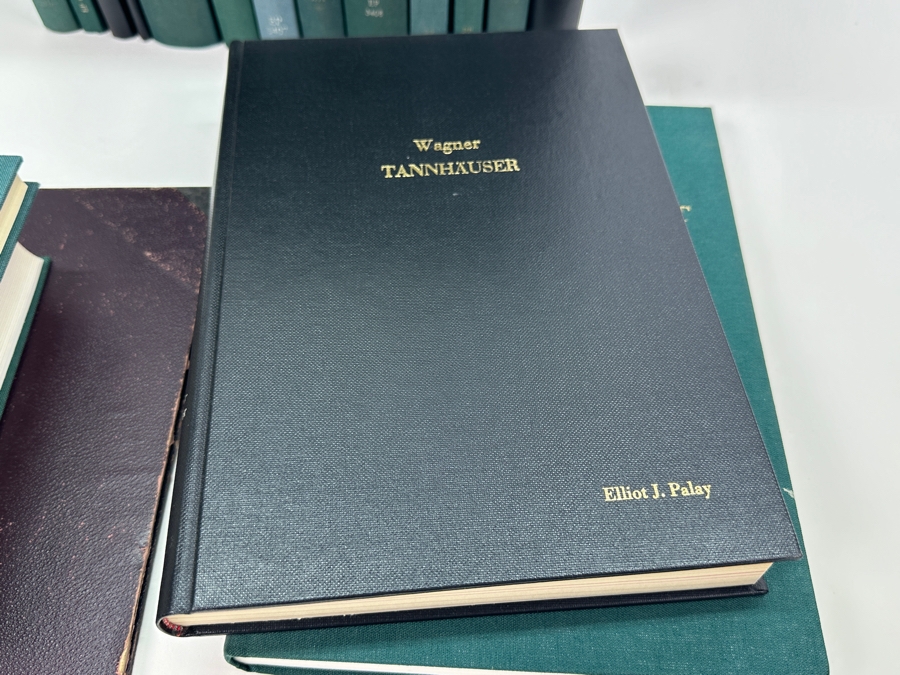 Wagner
TANNHÄUSER
Elliot J. Palay